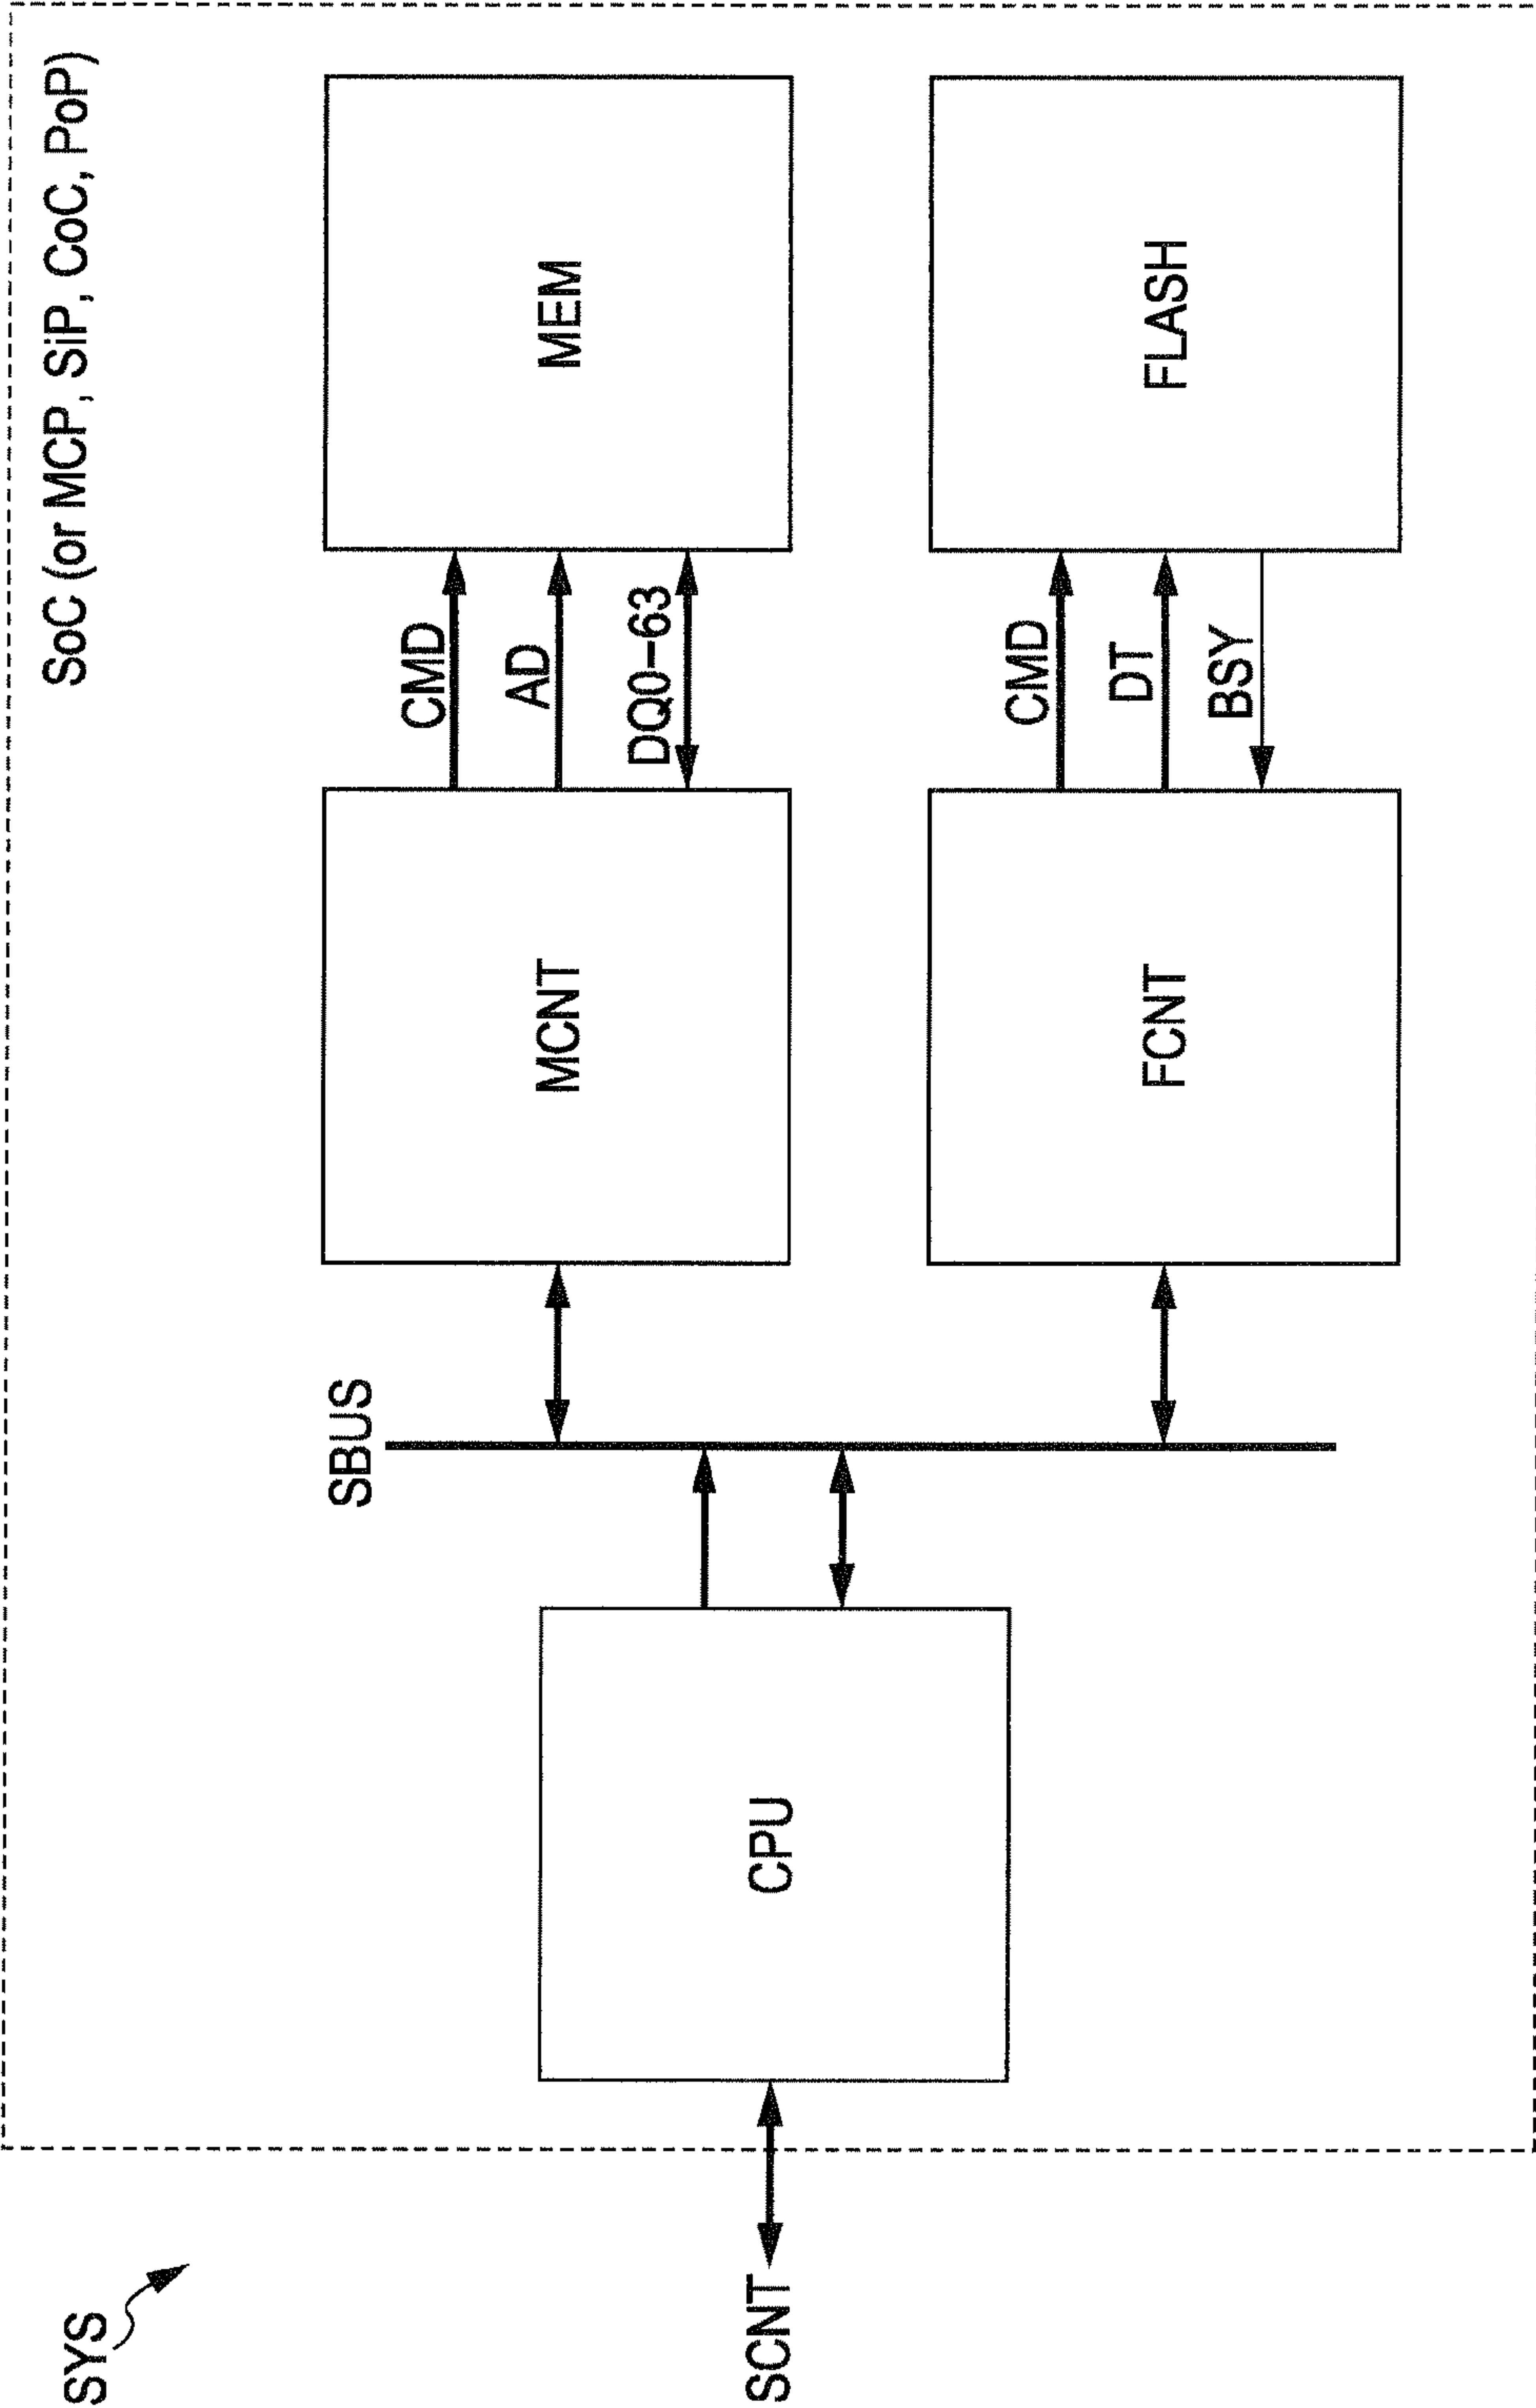 SYS
SoC (or MCP, SiP, CoC, PoP)
SCNT
CPU
SBUS
MCNT
CMD
AD
DQ0-63
MEM
FCNT
CMD
DT
BSY
FLASH